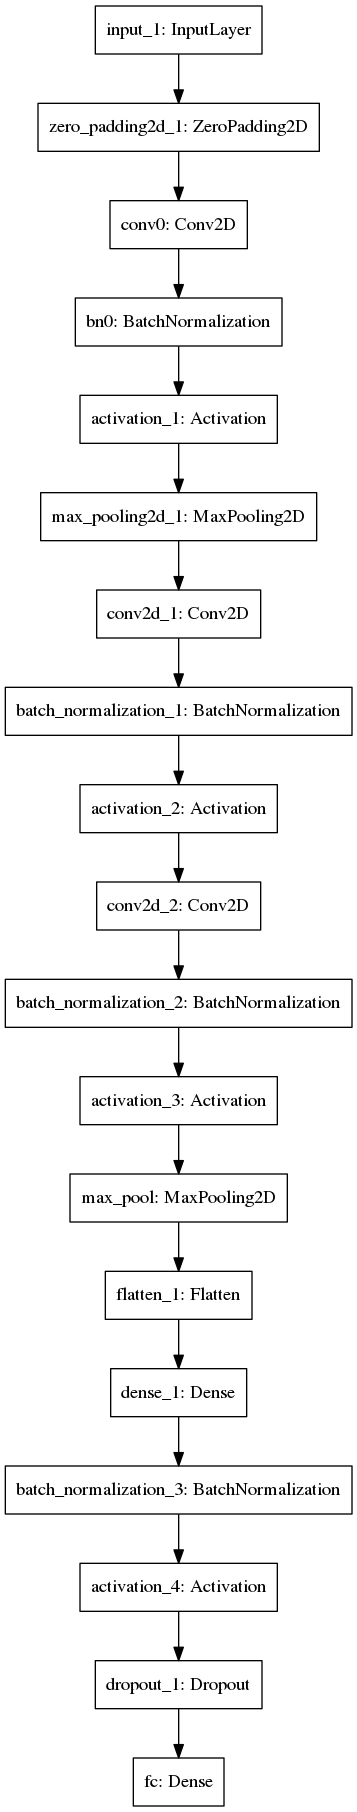 input_1: InputLayer
zero_padding2d_1: ZeroPadding2D
conv0: Conv2D
bn0: BatchNormalization
activation_1: Activation
max_pooling2d_1: MaxPooling2D
conv2d_1: Conv2D
batch_normalization_1: BatchNormalization
activation_2: Activation
conv2d_2: Conv2D
batch_normalization_2: BatchNormalization
activation_3: Activation
max_pool: MaxPooling2D
flatten_1: Flatten
dense_1: Dense
batch_normalization_3: BatchNormalization
activation_4: Activation
dropout_1: Dropout
fc: Dense